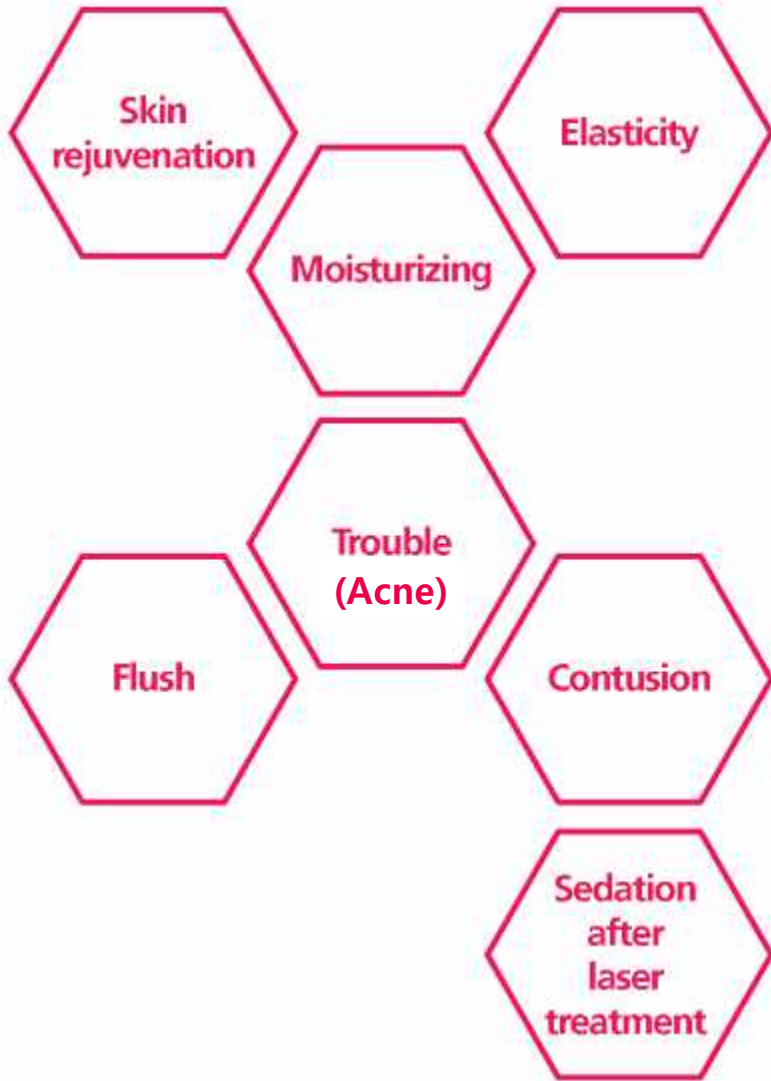 Skin
rejuvenation
Elasticity
Moisturizing
Trouble
(Acne)
Flush
Contusion
Sedation
after
laser
treatment